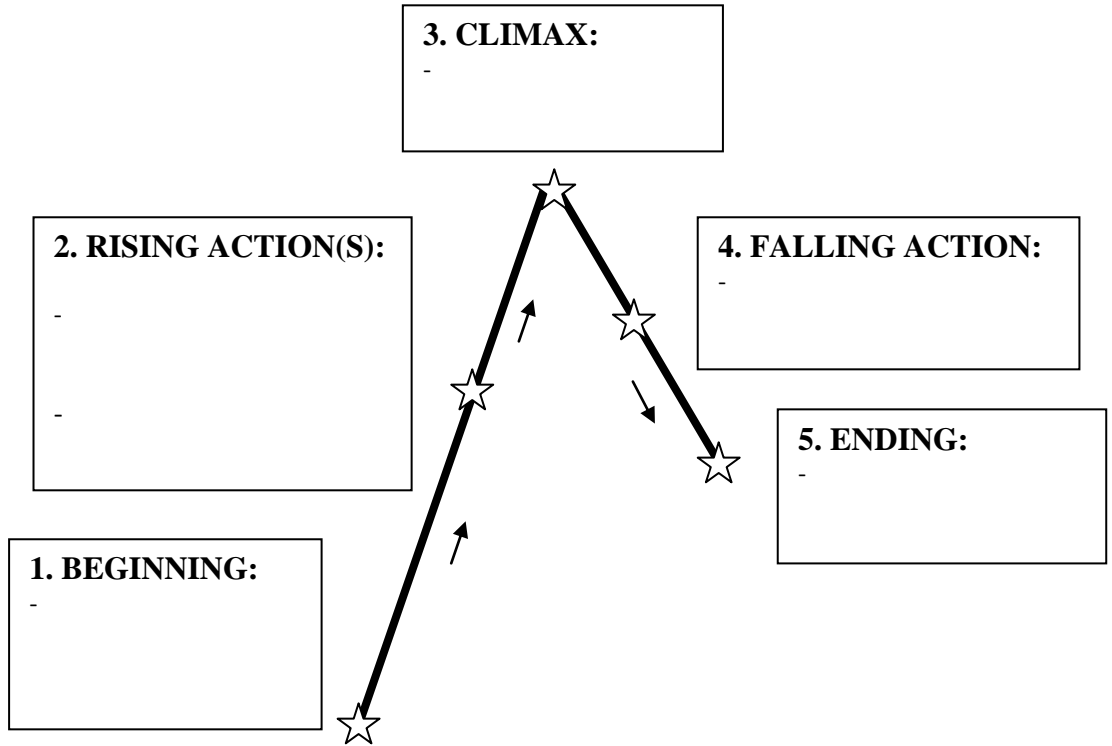 3. CLIMAX:
-
2. RISING ACTION(S):
-
-
4. FALLING ACTION:
-
5. ENDING:
-
1. BEGINNING:
-